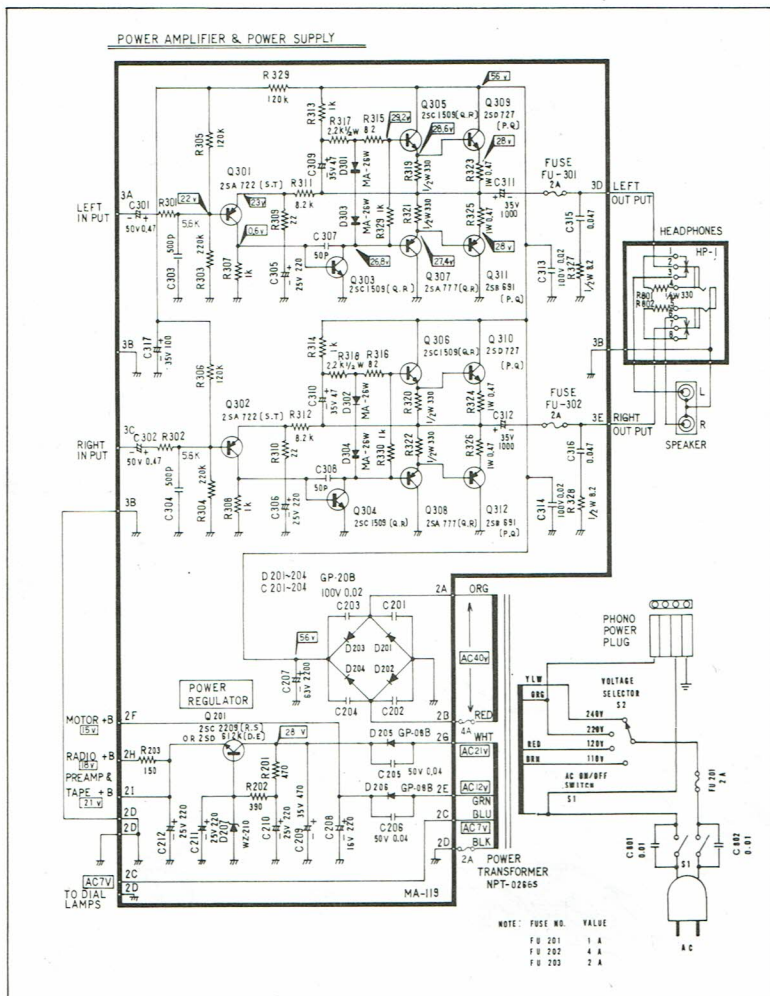 POWER AMPLIFIER & POWER SUPPLY
R329
120k
56 v
R313
1k
Q305
2SC1509(Q.R)
Q309
2SD727
(P.Q)
R305
120k
R317
2.2k½W
R315
82
29,2v
28,6v
28v
C309
35V 47
D301
MA-26W
R319
½W330
R323
1W 0,47
C311
35V
1000
FUSE
FU-301
2A
3D
LEFT
OUT PUT
Q301
2SA 722 (S.T)
R311
8.2k
22v
23v
3A
LEFT
IN PUT
C301
50V 0,47
R301
5.6K
R309
22
D303
MA-26W
R329 1k
R321
½W330
R325
1W 0,47
C315
0.047
HEADPHONES
HP-1
1
2
3
R801
R802
½W330
7
8
500p
C303
220k
R303
R307
1k
0,6v
C307
50P
C305
25V 220
Q303
2SC1509(Q.R)
26,8v
27,4v
28v
Q307
2SA 777(Q.R)
Q311
2SB 691
(P,Q)
C313
100V 0,02
R327
½W 8.2
3B
C317
35V 100
R306
120K
R314
1k
Q306
2SC1509(Q.R)
Q310
2SD727
(P.Q)
R318
2.2k½W
R316
82
3B
C310
35V 47
D302
MA-26W
R320
R324
1W 0,47
C312
35V
1000
FUSE
FU-302
2A
3E
RIGHT
OUT PUT
L
R
SPEAKER
Q302
2SA 722 (S.T)
R312
8.2k
3C
RIGHT
IN PUT
C302
50V 0,47
R302
5.6K
R310
22
D304
MA-26W
R330 1k
R322
½W330
R326
1W 0,47
C316
0.047
500p
C304
220k
R304
R308
1k
C308
50P
C306
25V 220
3B
Q304
2SC 1509(Q.R)
Q308
2SA 777(Q.R)
Q312
2SB 691
(P,Q)
C314
100V 0,02
R328
½W 8.2
D201~204 GP-20B
C201~204 100V 0.02
2A
ORG
C203
C201
56 v
D203
D201
D204
D202
AC40v
C207
63V 2200
C204
C202
PHONO
POWER
PLUG
POWER
REGULATOR
YLW
ORG
VOLTAGE
SELECTOR
S2
MOTOR +B
15v
2F
Q201
2SC 2209(R.S)
OR 2SD 612K(D.E)
28 V
2B
RED
4A
240V
220V
RED
120V
BRN
110V
D205 GP-08B
2G
WHT
AC21v
RADIO +B
18v
2H
R203
150
R201
470
C205 50V 0,04
AC ON/OFF
SWITCH
S1
FU 201
2 A
PREAMP &
TAPE +B
21 v
2I
R202
390
D206 GP-08B
2E
AC12v
GRN
2C
BLU
C212
25V 220
C211
25V 220
D207
WZ-210
C210
25V 220
C209
35V 470
C208
16V 220
C206
50V 0.04
AC7V
2D
2D
2D
BLK
2A
POWER
TRANSFORMER
NPT-0266S
C801
0.01
S1
C802
0.01
AC7V
2C
2D
TO DIAL
LAMPS
MA-119
AC
NOTE: FUSE NO. VALUE
FU 201 1 A
FU 202 4 A
FU 203 2 A